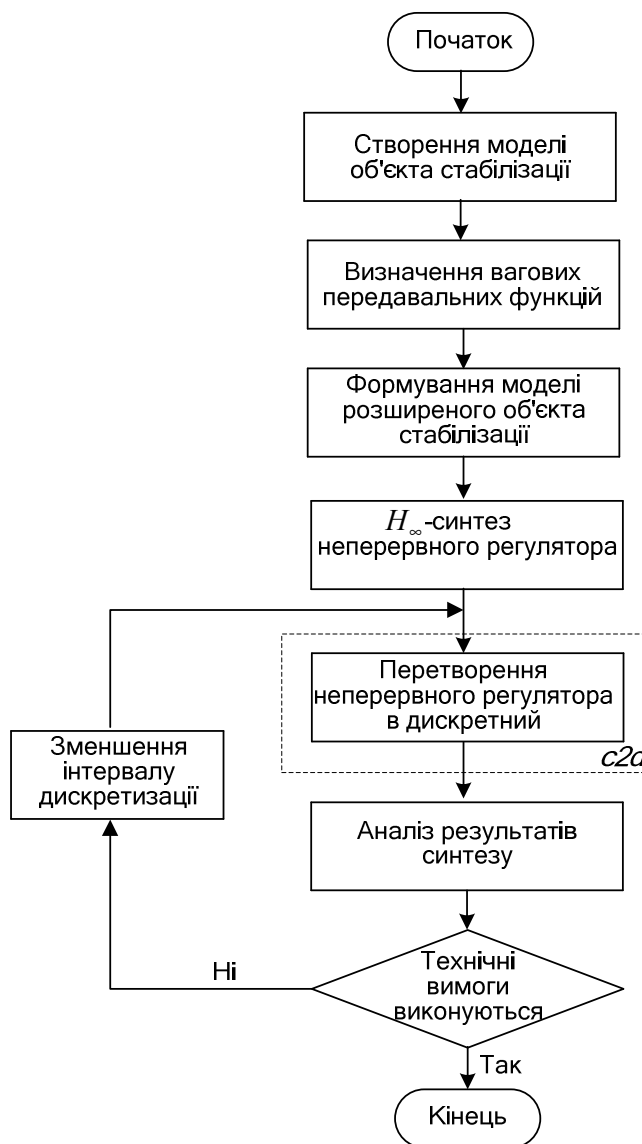 Початок
Створення моделі
об'єкта стабілізації
Визначення вагових
передавальних функцій
Формування моделі
розширеного об'єкта
стабілізації
H∞-синтез
неперервного регулятора
Перетворення
неперервного регулятора
в дискретний
c2d
Зменшення
інтервалу
дискретизації
Аналіз результатів
синтезу
Технічні
вимоги
виконуються
Ні
Так
Кінець